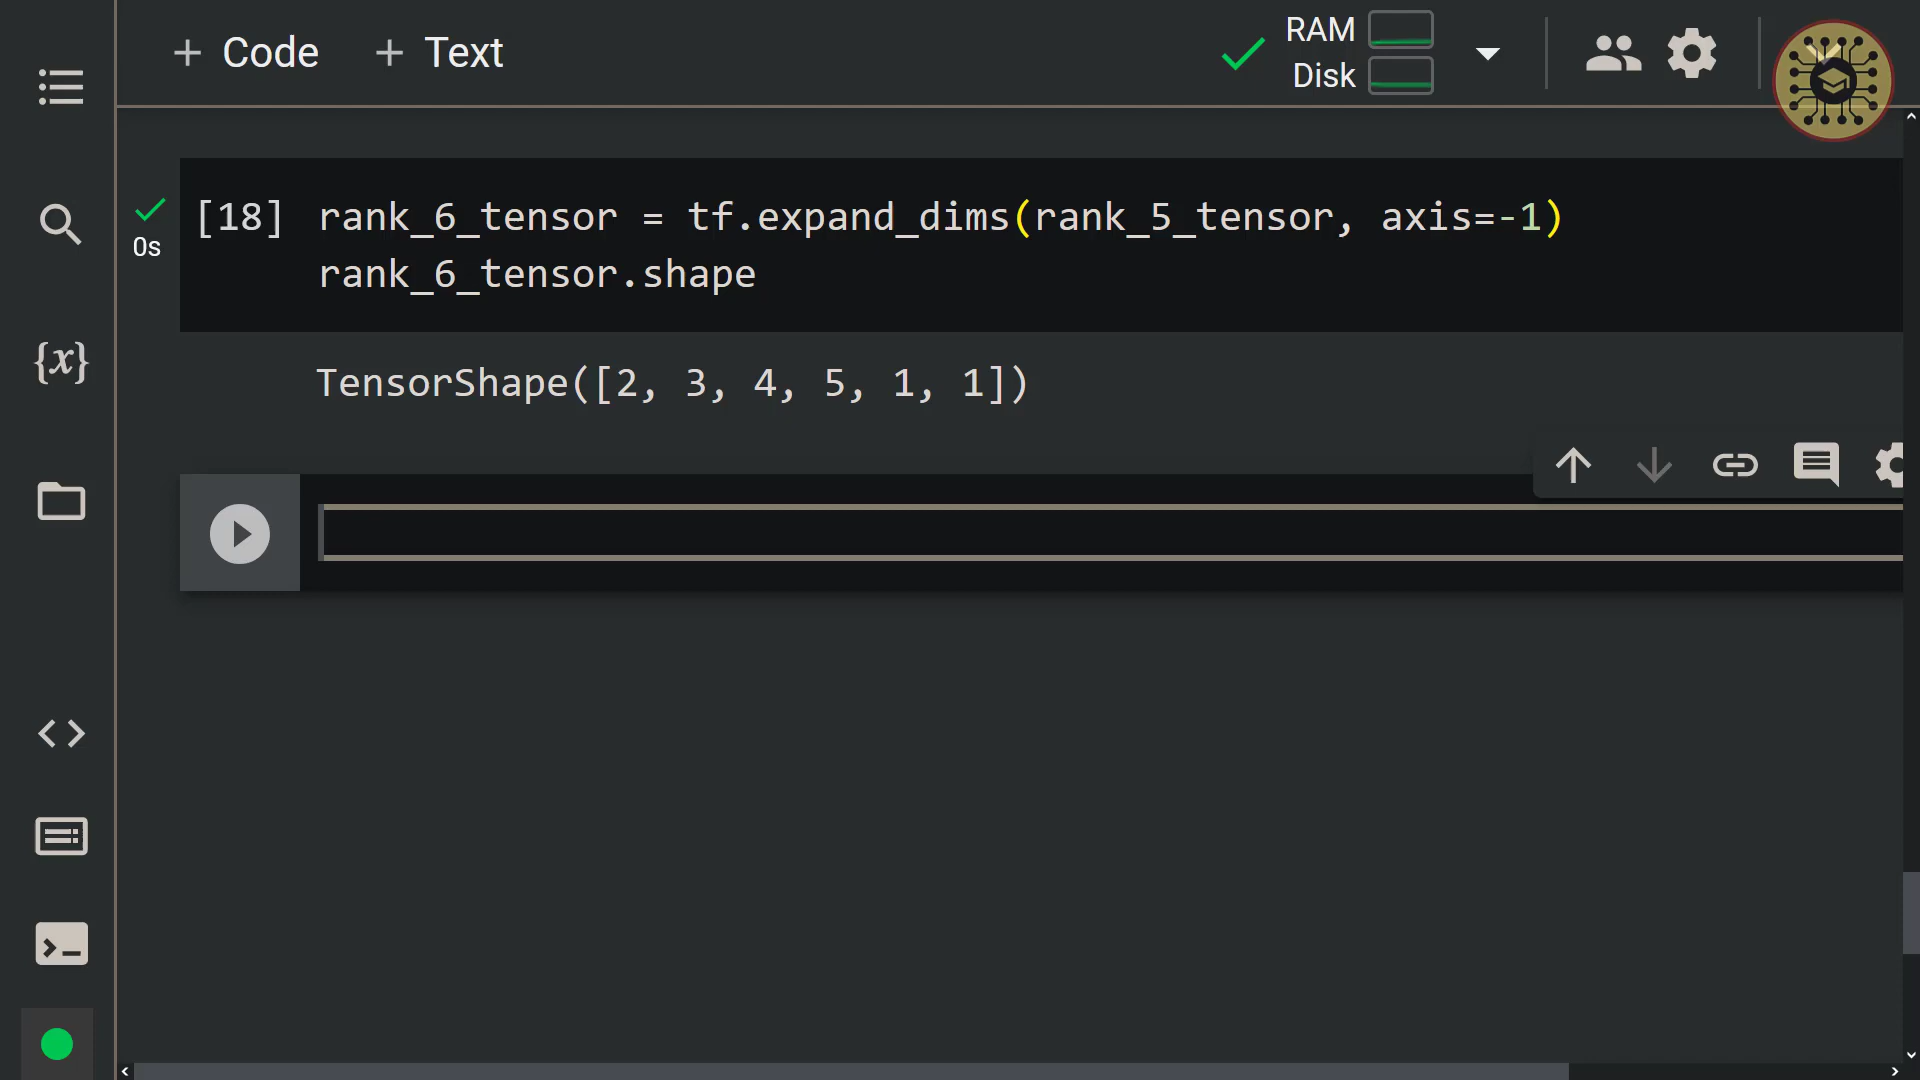 + Code + Text
RAM
Disk
{x}
[18] rank_6_tensor = tf.expand_dims(rank_5_tensor, axis=-1)
0s
rank_6_tensor.shape
TensorShape([2, 3, 4, 5, 1, 1])